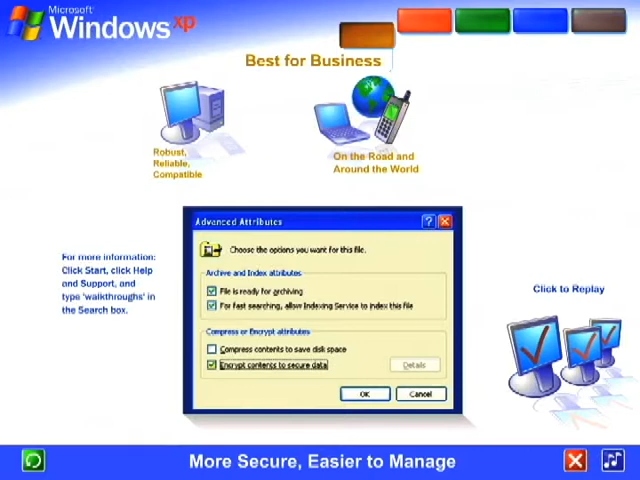 Microsoft®
Windows xp
Best for Business
Robust,
Reliable,
Compatible
On the Road and
Around the World
Advanced Attributes
Choose the options you want for this file.
Archive and Index attributes
File is ready for archiving
For fast searching, allow Indexing Service to index this file
Compress or Encrypt attributes
Compress contents to save disk space
Encrypt contents to secure data
Details
OK
Cancel
For more information:
Click Start, click Help
and Support, and
type 'walkthroughs' in
the Search box.
Click to Replay
More Secure, Easier to Manage